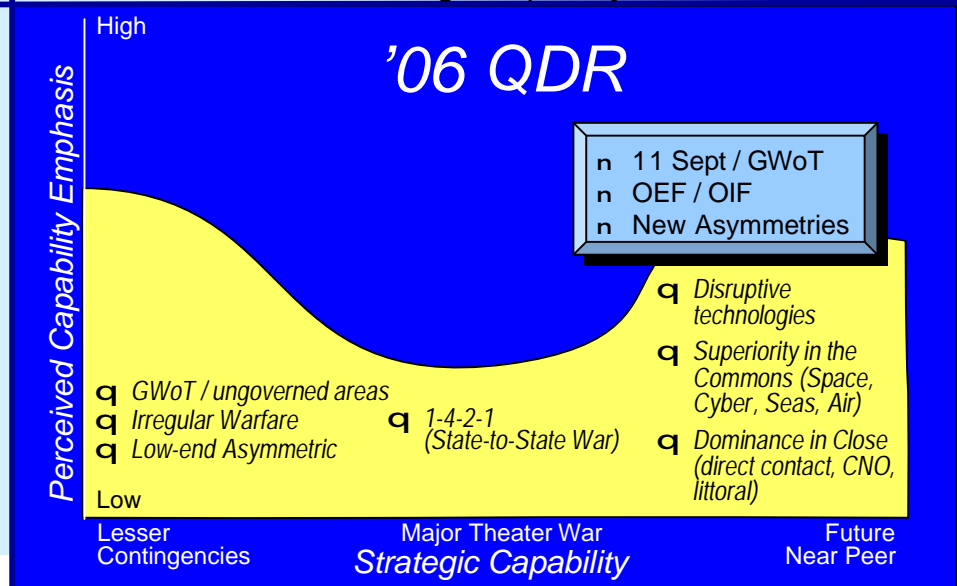 High
'06 QDR
Perceived Capability Emphasis
n 11 Sept / GWoT
n OEF / OIF
n New Asymmetries
q Disruptive
technologies
q Superiority in the
Commons (Space,
Cyber, Seas, Air)
q Dominance in Close
(direct contact, CNO,
littoral)
q GWoT / ungoverned areas
q Irregular Warfare
q Low-end Asymmetric
q 1-4-2-1
(State-to-State War)
Low
Lesser
Contingencies
Major Theater War
Future
Near Peer
Strategic Capability